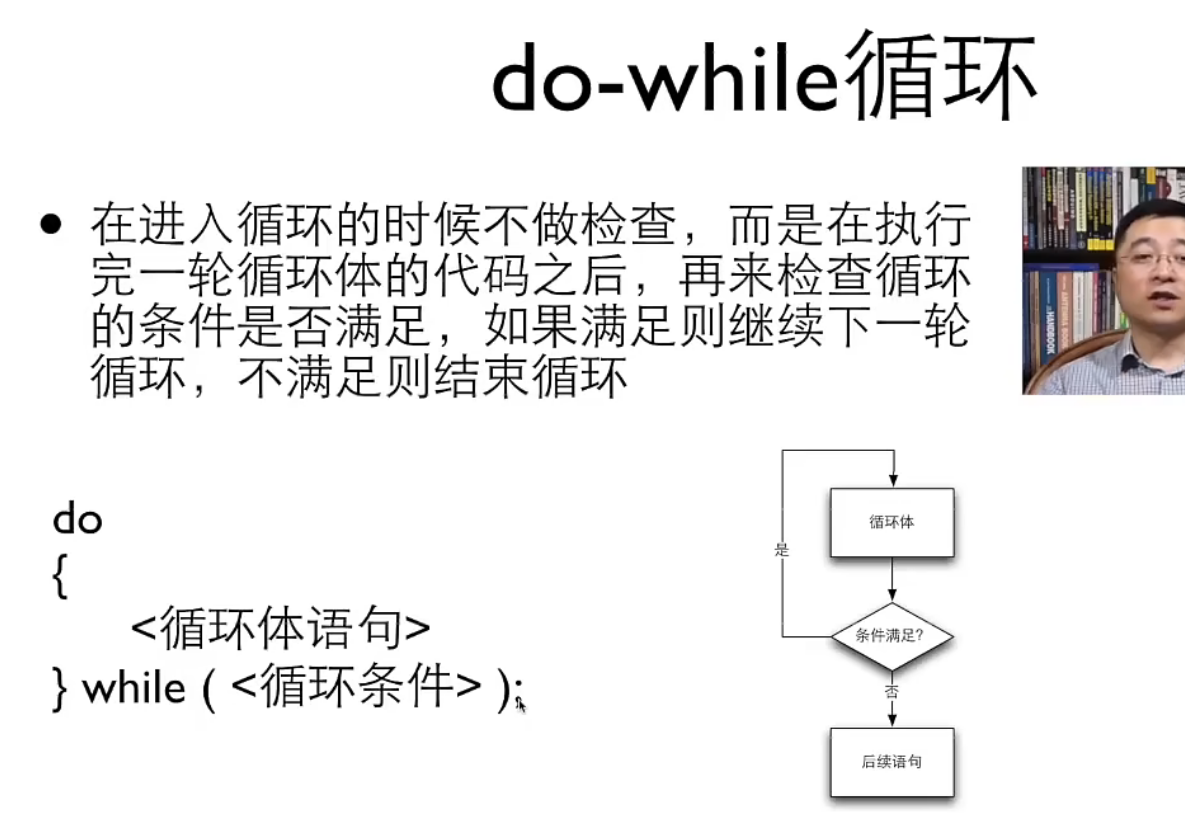 do-while循环
● 在进入循环的时候不做检查，而是在执行
完一轮循环体的代码之后，再来检查循环
的条件是否满足，如果满足则继续下一轮
循环，不满足则结束循环
do
{
<循环体语句>
} while ( <循环条件> );
循环体
是
条件满足?
否
后续语句
HANDBOOK